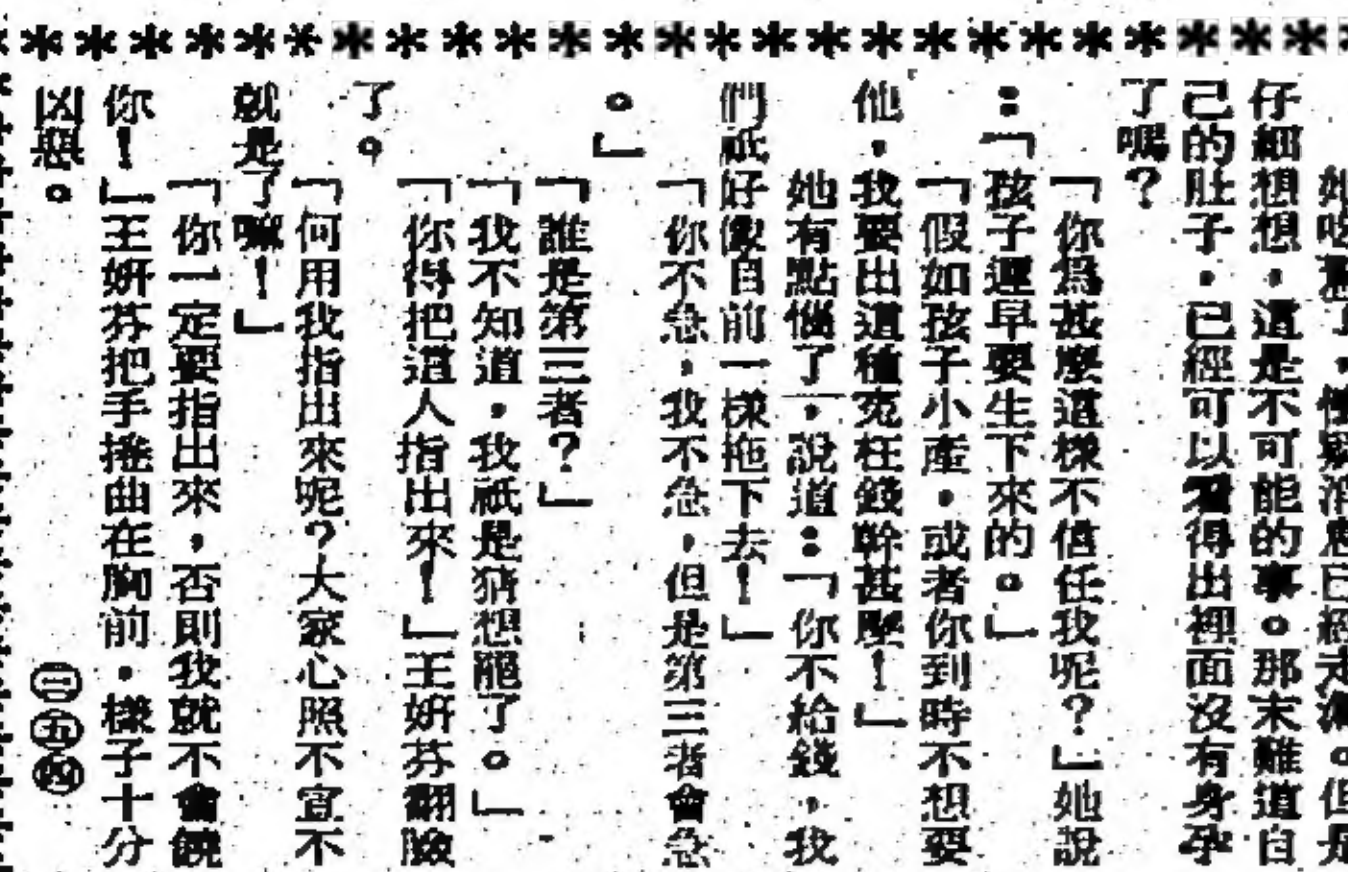 她吃驚了，懷疑消息已經走漏。但是
仔細想想，這是不可能的事。那末難道自
己的肚子，已經可以看得出裡面沒有身孕
了嗎？
「你爲甚麼這樣不信任我呢？」她說
：「孩子遲早要生下來的。」
「假如孩子小產，或者你到時不想要
他，我要出這種寃枉錢幹甚麼！」
她有點惱了，說道：「你不給錢，我
們祇好像目前一樣拖下去！」
「你不急，我不急，但是第三者會急
。」
「誰是第三者？」
「我不知道，我祇是猜想罷了。」
「你得把這人指出來！」王妍芬翻臉
了。
「何用我指出來呢？大家心照不宣不
就是了嘛！」
「你一定要指出來，否則我就不會饒
你！」王妍芬把手捲曲在胸前，樣子十分
凶惡。
二五四